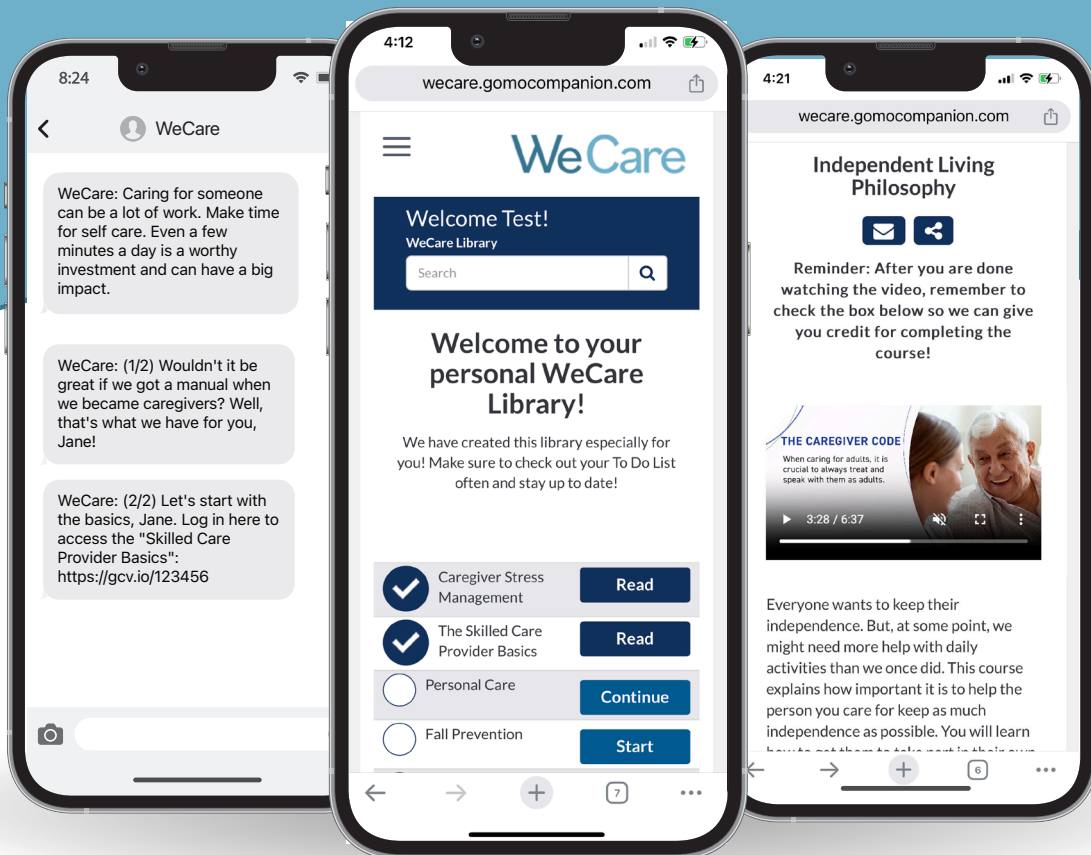 8:24
WeCare
WeCare: Caring for someone
can be a lot of work. Make time
for self care. Even a few
minutes a day is a worthy
investment and can have a big
impact.
WeCare: (1/2) Wouldn't it be
great if we got a manual when
we became caregivers? Well,
that's what we have for you,
Jane!
WeCare: (2/2) Let's start with
the basics, Jane. Log in here to
access the "Skilled Care
Provider Basics":
https://gcv.io/123456
4:12
wecare.gomocompanion.com
WeCare
Welcome Test!
WeCare Library
Search
Welcome to your
personal WeCare
Library!
We have created this library especially for
you! Make sure to check out your To Do List
often and stay up to date!
Caregiver Stress
Management
Read
The Skilled Care
Provider Basics
Read
Personal Care
Continue
Fall Prevention
Start
7
4:21
wecare.gomocompanion.com
Independent Living
Philosophy
Reminder: After you are done
watching the video, remember to
check the box below so we can give
you credit for completing the
course!
THE CAREGIVER CODE
When caring for adults, it is
crucial to always treat and
speak with them as adults.
3:28 / 6:37
Everyone wants to keep their
independence. But, at some point, we
might need more help with daily
activities than we once did. This course
explains how important it is to help the
person you care for keep as much
independence as possible. You will learn
how to get them to take part in their own
6